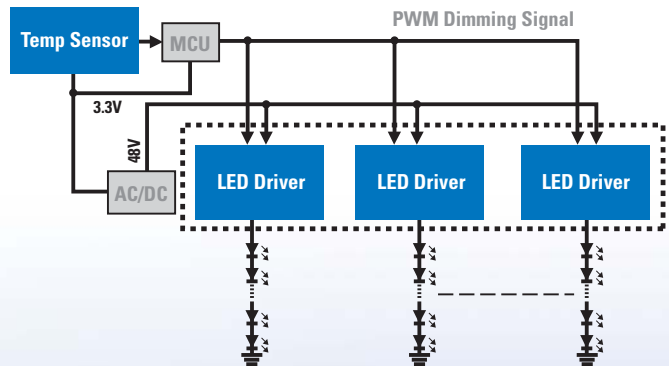 PWM Dimming Signal
Temp Sensor
MCU
3.3V
48V
AC/DC
LED Driver
LED Driver
LED Driver